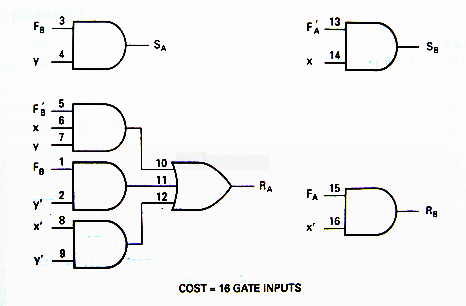 F_B 3
y 4
S_A
F'_A 13
x 14
S_B
F'_B 5
x 6
y 7
F_B 1
y' 2
x' 8
y' 9
10
11
12
R_A
F_A 15
x' 16
R_B
COST = 16 GATE INPUTS